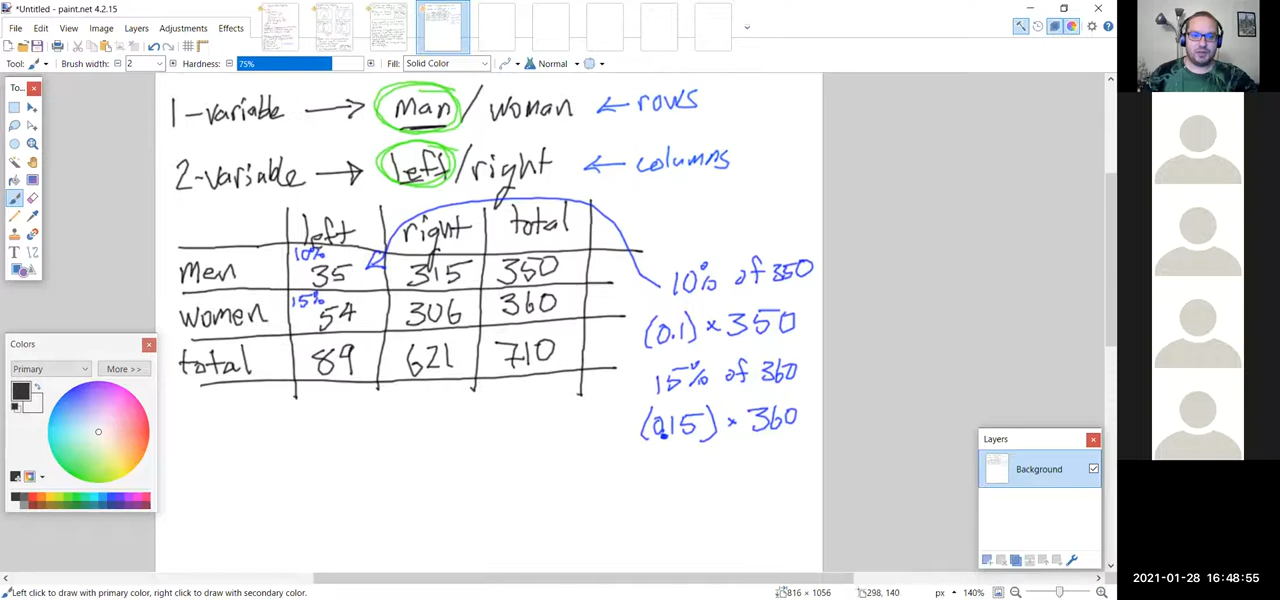 *Untitled - paint.net 4.2.15
File Edit View Image Layers Adjustments Effects
Tool: Brush width: 2 Hardness: 75% Fill: Solid Color Normal
To...
1-variable → man / woman ← rows
2-variable → left/right ← columns
left right total
10%
men 35 315 350
15%
women 54 306 360
total 89 621 710
10% of 350
(0.1) × 350
15% of 360
(0.15) × 360
Colors
Primary More >>
Layers
Background
Left click to draw with primary color, right click to draw with secondary color.
816 × 1056 298, 140 px 140%
2021-01-28 16:48:55